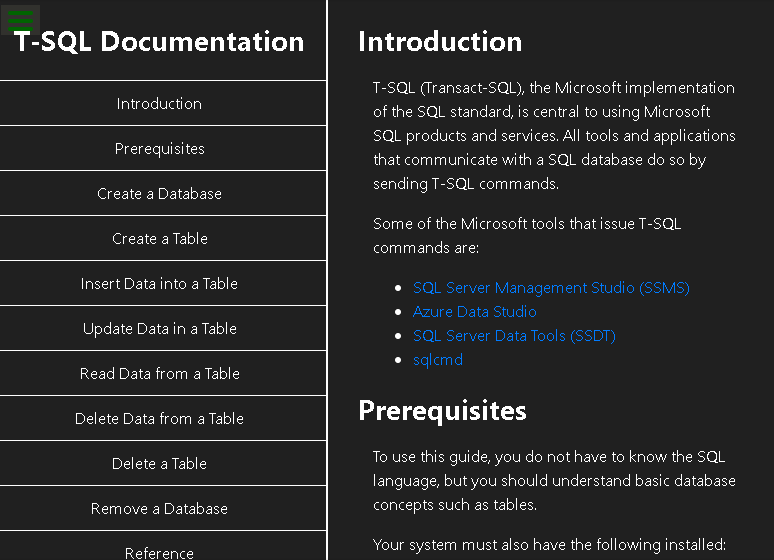 T-SQL Documentation
Introduction
Prerequisites
Create a Database
Create a Table
Insert Data into a Table
Update Data in a Table
Read Data from a Table
Delete Data from a Table
Delete a Table
Remove a Database
Reference
Introduction
T-SQL (Transact-SQL), the Microsoft implementation
of the SQL standard, is central to using Microsoft
SQL products and services. All tools and applications
that communicate with a SQL database do so by
sending T-SQL commands.
Some of the Microsoft tools that issue T-SQL
commands are:
SQL Server Management Studio (SSMS)
Azure Data Studio
SQL Server Data Tools (SSDT)
sqlcmd
Prerequisites
To use this guide, you do not have to know the SQL
language, but you should understand basic database
concepts such as tables.
Your system must also have the following installed: